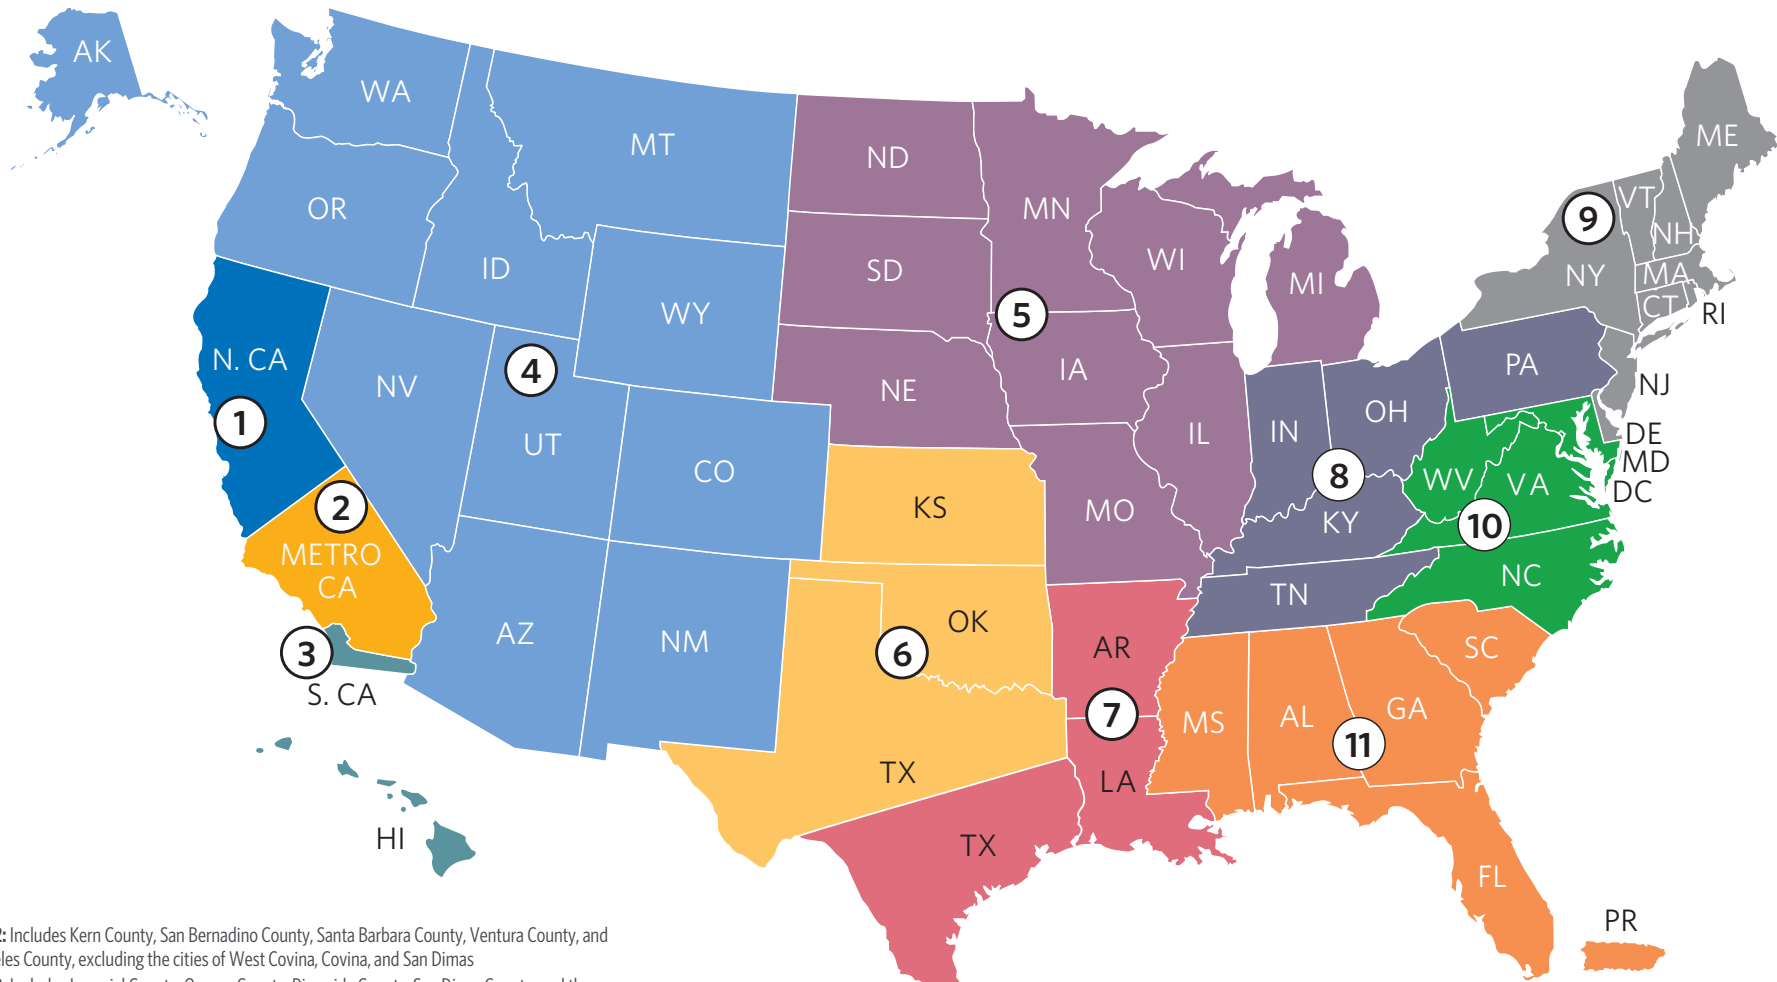 AK
WA
MT
ND
MN
ME
VT
9
NH
OR
ID
SD
WI
MI
NY
MA
CT
RI
WY
5
N. CA
4
NV
IA
PA
NE
NJ
1
UT
CO
IL
IN
OH
DE
MD
DC
8
WV
VA
2
KS
MO
KY
10
METRO
CA
NC
TN
OK
AZ
NM
AR
SC
3
6
S. CA
7
MS
AL
GA
11
TX
LA
HI
TX
FL
PR
2: Includes Kern County, San Bernadino County, Santa Barbara County, Ventura County, and
County, excluding the cities of West Covina, Covina, and San Dimas